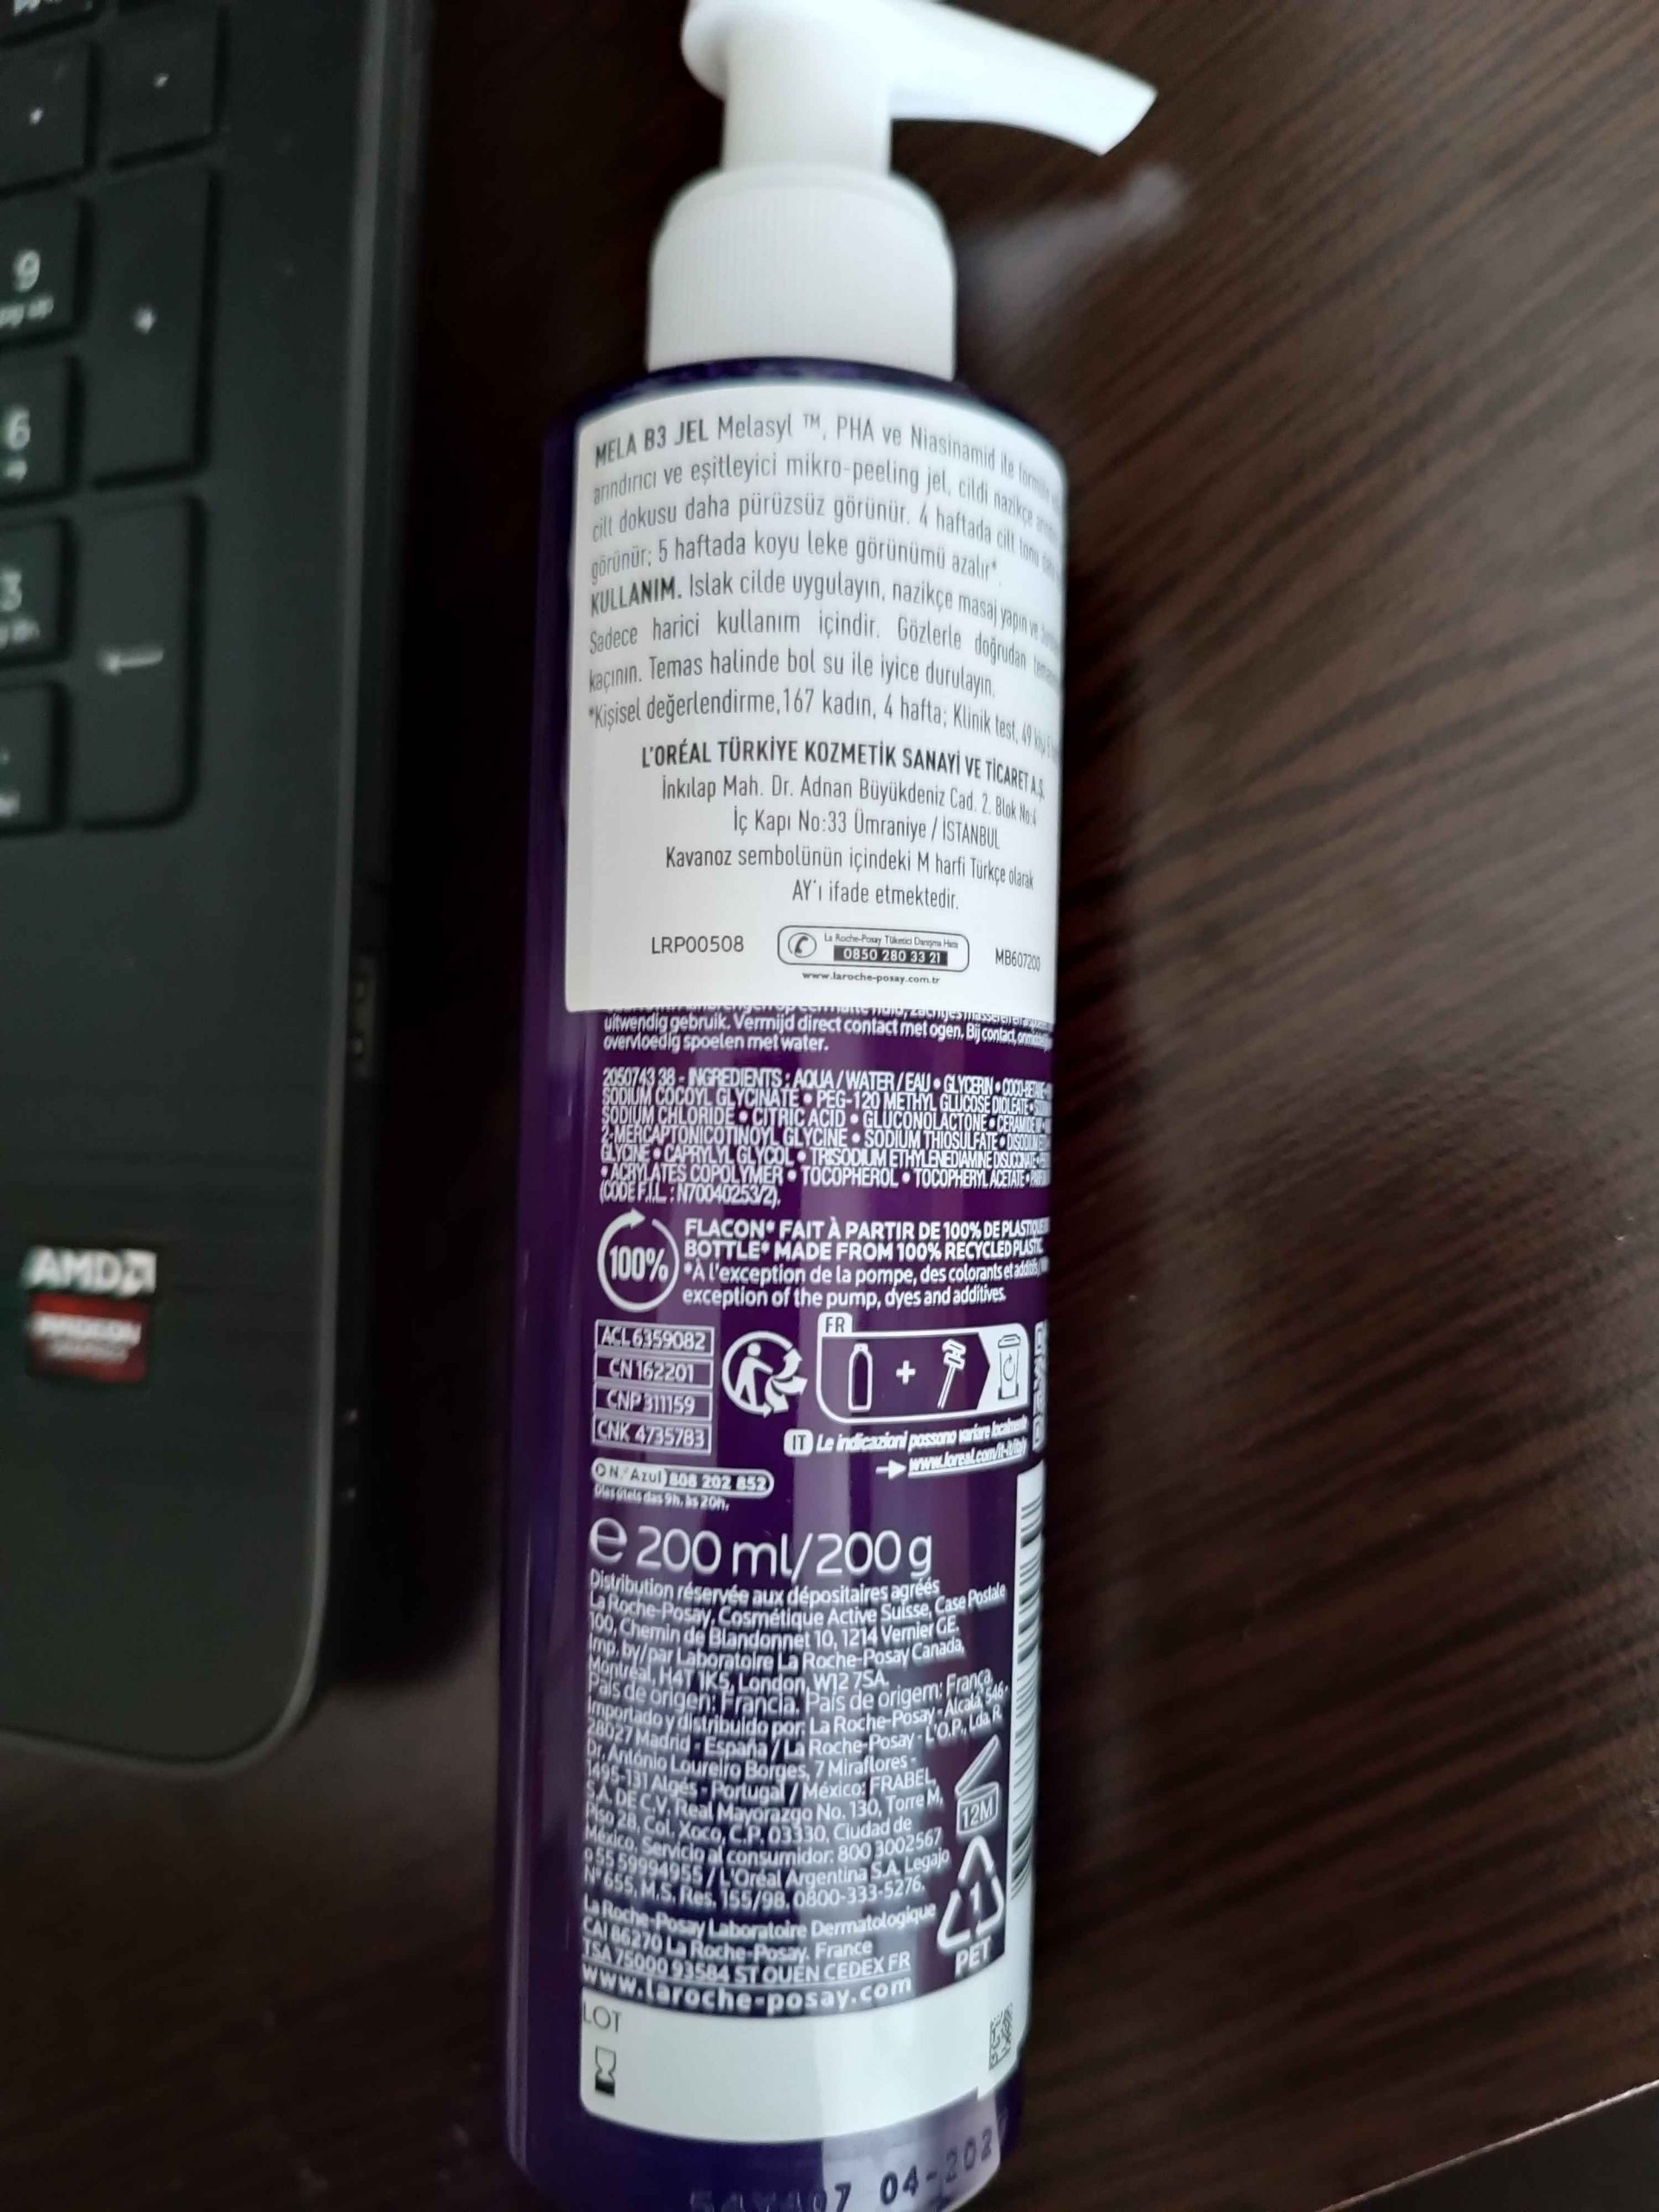 9
6
3
AMD
RADEON
MELA B3 JEL Melasyl ™, PHA ve Niasinamid ile
arındırıcı ve eşitleyici mikro-peeling jel, cildi nazikçe
cilt dokusu daha pürüzsüz görünür. 4 haftada cilt tonu
görünür; 5 haftada koyu leke görünümü azalır*.
KULLANIM. Islak cilde uygulayın, nazikçe masaj yapın ve
Sadece harici kullanım içindir. Gözlerle doğrudan
kaçının. Temas halinde bol su ile iyice durulayın.
*Kişisel değerlendirme,167 kadın, 4 hafta; Klinik test, 49
L'ORÉAL TÜRKİYE KOZMETİK SANAYİ VE TİCARET A.Ş.
İnkılap Mah. Dr. Adnan Büyükdeniz Cad. 2. Blok No:4
İç Kapı No:33 Ümraniye / İSTANBUL
Kavanoz sembolünün içindeki M harfi Türkçe olarak
AY'ı ifade etmektedir.
LRP00508
La Roche-Posay Tüketici Danışma Hattı
0850 280 33 21
www.laroche-posay.com.tr
MB607200
uitwendig gebruik. Vermijd direct contact met ogen. Bij contact,
overvloedig spoelen met water.
2050743 38 - INGREDIENTS : AQUA / WATER / EAU • GLYCERIN • COCO-BETAINE
SODIUM COCOYL GLYCINATE • PEG-120 METHYL GLUCOSE DIOLEATE •
SODIUM CHLORIDE • CITRIC ACID • GLUCONOLACTONE • CERAMIDE
2-MERCAPTONICOTINOYL GLYCINE • SODIUM THIOSULFATE •
GLYCINE • CAPRYLYL GLYCOL • TRISODIUM ETHYLENEDIAMINE DISUCCINATE •
• ACRYLATES COPOLYMER • TOCOPHEROL • TOCOPHERYL ACETATE •
(CODE F.I.L. : N70040253/2).
100%
FLACON* FAIT À PARTIR DE 100% DE PLASTIQUE
BOTTLE* MADE FROM 100% RECYCLED PLASTIC
*À l'exception de la pompe, des colorants et additifs/
exception of the pump, dyes and additives.
ACL 6359082
CN 162201
CNP 311159
CNK 4735783
FR
+
IT Le indicazioni possono variare localmente
www.loreal.com/it-it/italy
N.º Azul 808 202 852
Dias úteis das 9h. às 20h.
e 200 ml/200 g
Distribution réservée aux dépositaires agréés
La Roche-Posay, Cosmétique Active Suisse, Case Postale
100, Chemin de Blandonnet 10, 1214 Vernier GE.
Imp. by/par Laboratoire La Roche-Posay Canada,
Montréal, H4T 1K5, London, W12 7SA.
País de origen: Francia. País de origem: França.
Importado y distribuido por: La Roche-Posay - Alcalá, 546-
28027 Madrid - España / La Roche-Posay - L'O.P., Lda. R.
Dr. António Loureiro Borges, 7 Miraflores -
1495-131 Algés - Portugal / México: FRABEL,
S.A. DE C.V. Real Mayorazgo No. 130, Torre M,
Piso 28, Col. Xoco, C.P. 03330, Ciudad de
México, Servicio al consumidor: 800 3002567
o 55 59994955 / L'Oréal Argentina S.A. Legajo
Nº 655, M.S. Res. 155/98. 0800-333-5276.
12M
La Roche-Posay Laboratoire Dermatologique
CAI 86270 La Roche-Posay. France
TSA 75000 93584 ST OUEN CEDEX FR
www.laroche-posay.com
1
PET
LOT
04-202